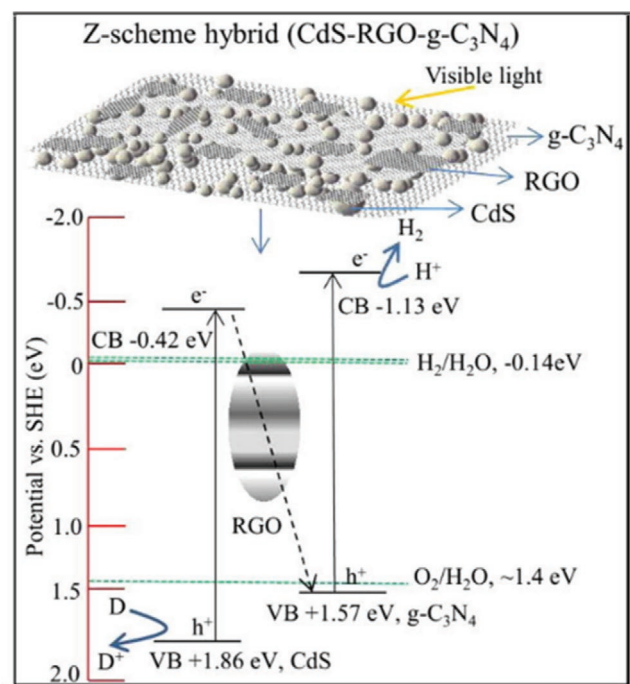 Z-scheme hybrid (CdS-RGO-g-C₃N₄)
Visible light
g-C₃N₄
RGO
CdS
-2.0
H₂
e⁻
H⁺
-0.5
e⁻
CB -1.13 eV
CB -0.42 eV
0
H₂/H₂O, -0.14eV
Potential vs. SHE (eV)
0.5
RGO
1.0
h⁺
O₂/H₂O, ~1.4 eV
1.5
D
VB +1.57 eV, g-C₃N₄
h⁺
D⁺
VB +1.86 eV, CdS
2.0